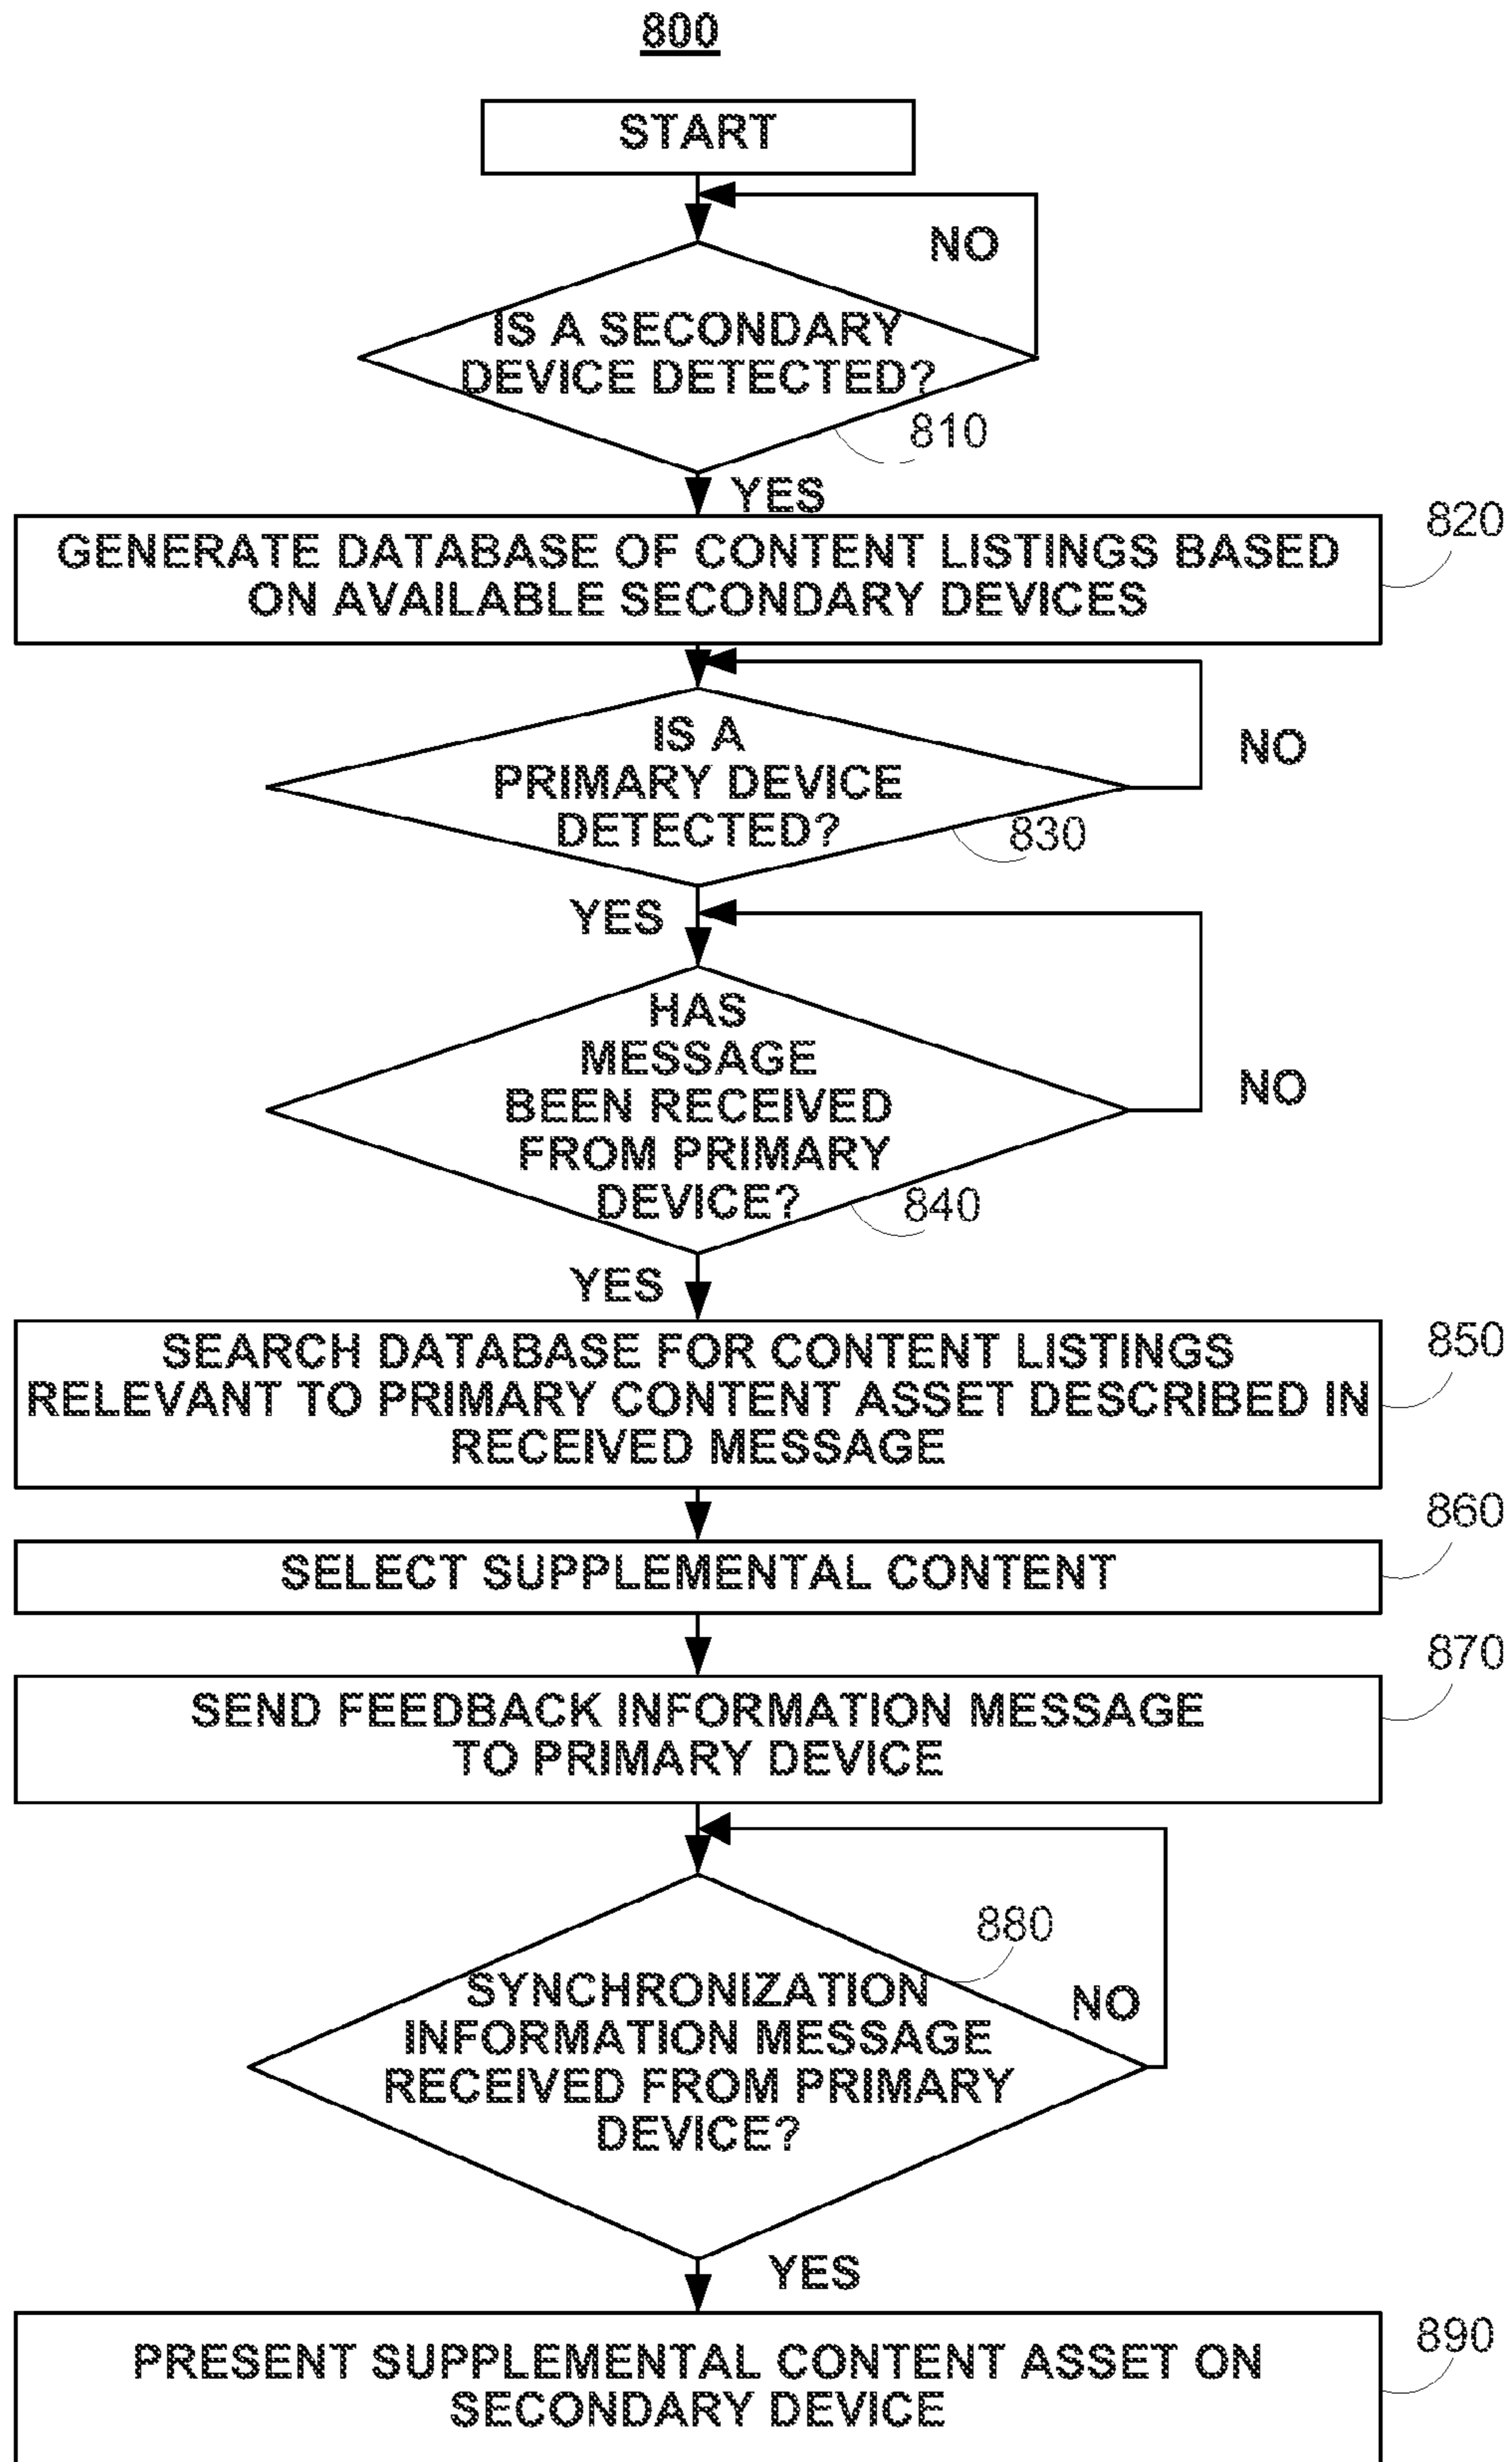 800
START
NO
IS A SECONDARY
DEVICE DETECTED?
810
YES
820
GENERATE DATABASE OF CONTENT LISTINGS BASED
ON AVAILABLE SECONDARY DEVICES
IS A
PRIMARY DEVICE
DETECTED?
NO
830
YES
HAS
MESSAGE
BEEN RECEIVED
FROM PRIMARY
DEVICE?
NO
840
YES
850
SEARCH DATABASE FOR CONTENT LISTINGS
RELEVANT TO PRIMARY CONTENT ASSET DESCRIBED IN
RECEIVED MESSAGE
860
SELECT SUPPLEMENTAL CONTENT
870
SEND FEEDBACK INFORMATION MESSAGE
TO PRIMARY DEVICE
880
NO
SYNCHRONIZATION
INFORMATION MESSAGE
RECEIVED FROM PRIMARY
DEVICE?
YES
890
PRESENT SUPPLEMENTAL CONTENT ASSET ON
SECONDARY DEVICE